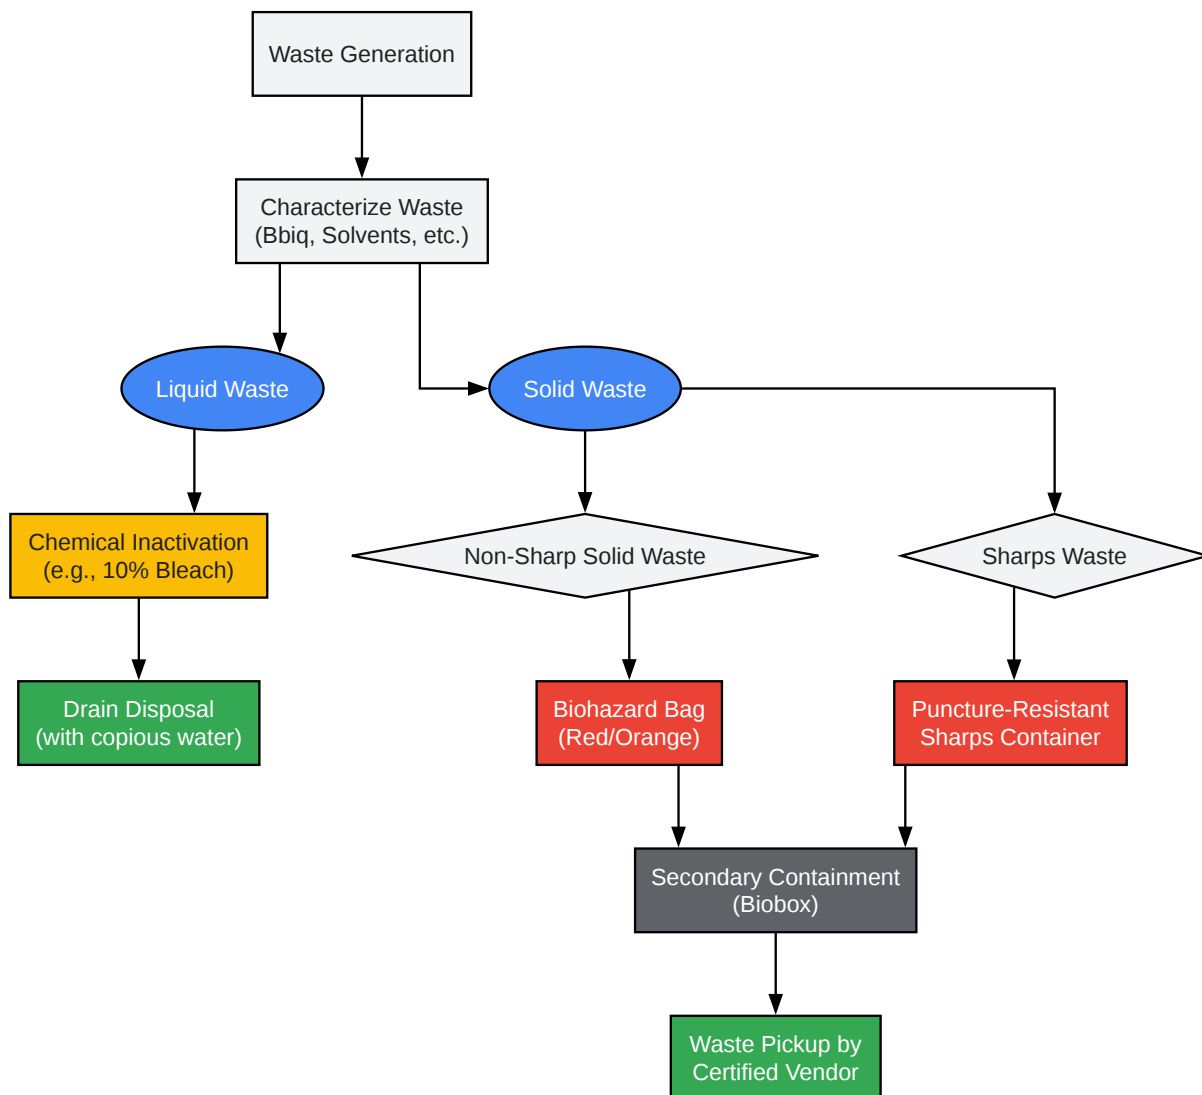 Waste Generation
Characterize Waste
(Bbiq, Solvents, etc.)
Liquid Waste
Solid Waste
Chemical Inactivation
(e.g., 10% Bleach)
Non-Sharp Solid Waste
Sharps Waste
Drain Disposal
(with copious water)
Biohazard Bag
(Red/Orange)
Puncture-Resistant
Sharps Container
Secondary Containment
(Biobox)
Waste Pickup by
Certified Vendor